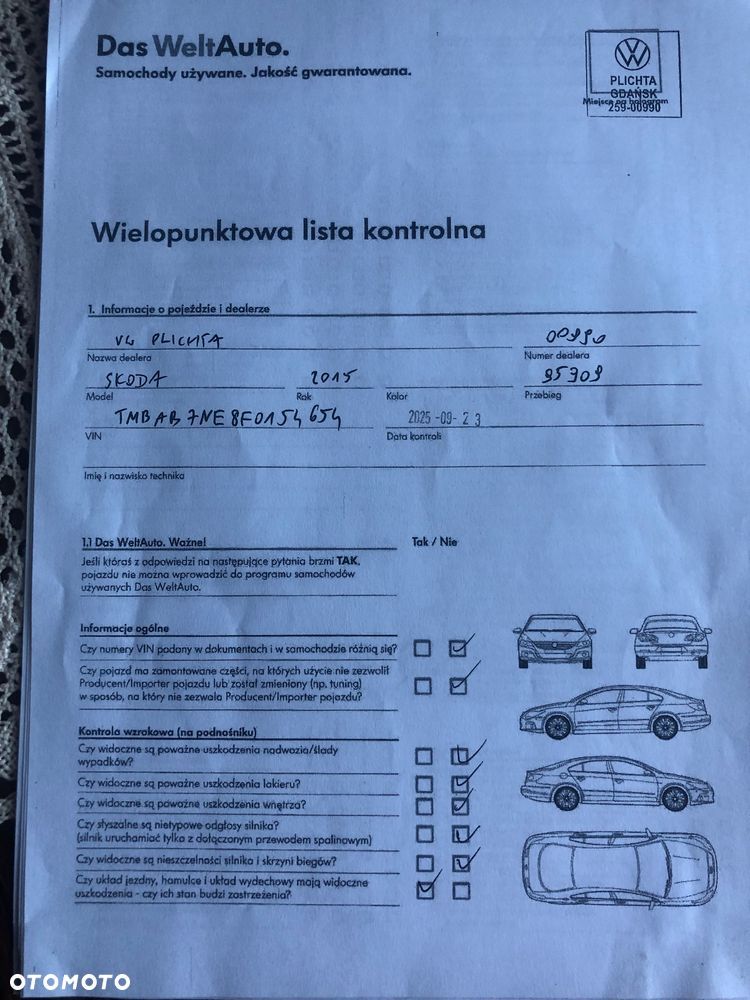 Das WeltAuto.
Samochody używane. Jakość gwarantowana.
PLICHTA
GDAŃSK
Miejsce na hologram
259-00990
Wielopunktowa lista kontrolna
1. Informacje o pojeździe i dealerze
VG PLICHTA 00990
Nazwa dealera Numer dealera
SKODA 2015 95309
Model Rok Kolor Przebieg
TMBAB7NE8F0154654 2025-09-23
VIN Data kontroli
Imię i nazwisko technika
1.1 Das WeltAuto. Ważne! Tak / Nie
Jeśli któraś z odpowiedzi na następujące pytania brzmi TAK,
pojazdu nie można wprowadzić do programu samochodów
używanych Das WeltAuto.
Informacje ogólne
Czy numery VIN podany w dokumentach i w samochodzie różnią się?
Czy pojazd ma zamontowane części, na których użycie nie zezwolił
Producent/Importer pojazdu lub został zmieniony (np. tuning)
w sposób, na który nie zezwala Producent/Importer pojazdu?
Kontrola wzrokowa (na podnośniku)
Czy widoczne są poważne uszkodzenia nadwozia/ślady
wypadków?
Czy widoczne są poważne uszkodzenia lakieru?
Czy widoczne są poważne uszkodzenia wnętrza?
Czy słyszalne są nietypowe odgłosy silnika?
(silnik uruchamiać tylko z dołączonym przewodem spalinowym)
Czy widoczne są nieszczelności silnika i skrzyni biegów?
Czy układ jezdny, hamulce i układ wydechowy mają widoczne
uszkodzenia - czy ich stan budzi zastrzeżenia?
OTOMOTO